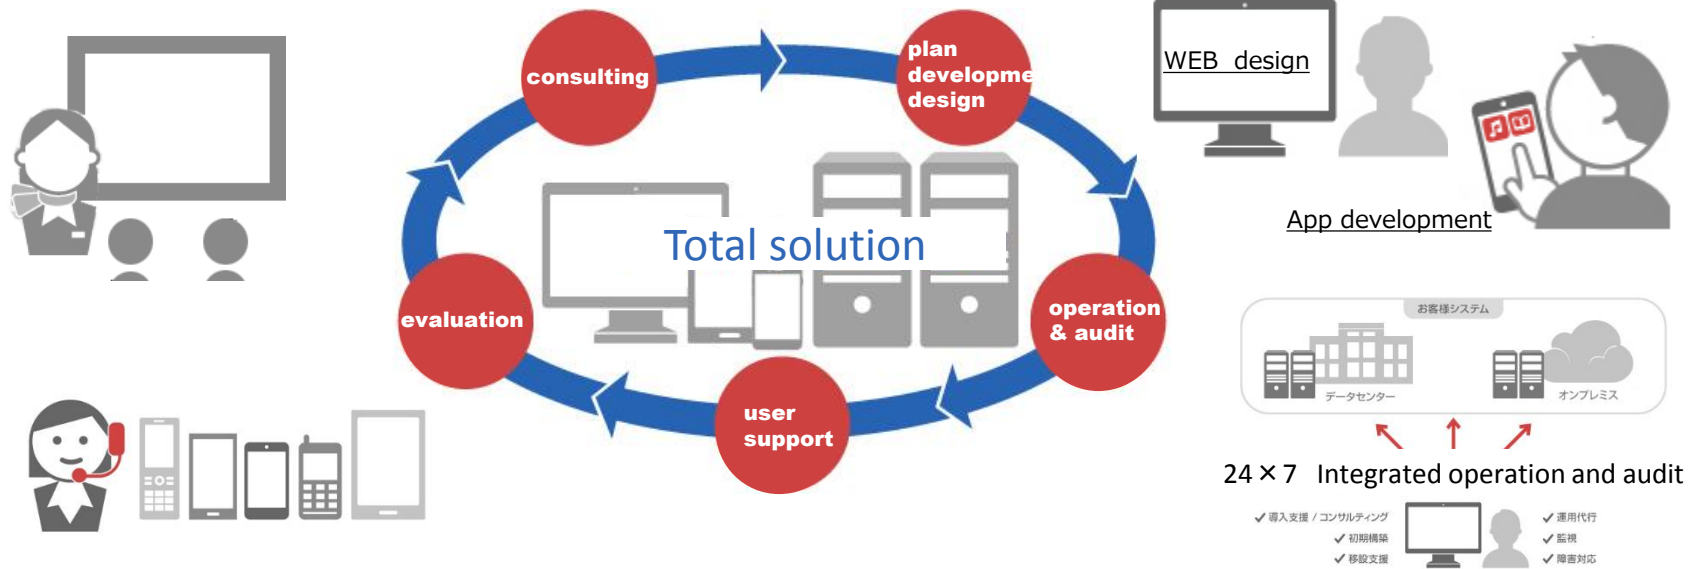 consulting
plan
developme
design
WEB design
App development
Total solution
evaluation
operation
& audit
user
support
お客様システム
データセンター
オンプレミス
24×7 Integrated operation and audit
✓導入支援 / コンサルティング
✓初期構築
✓移設支援
✓運用代行
✓監視
✓障害対応